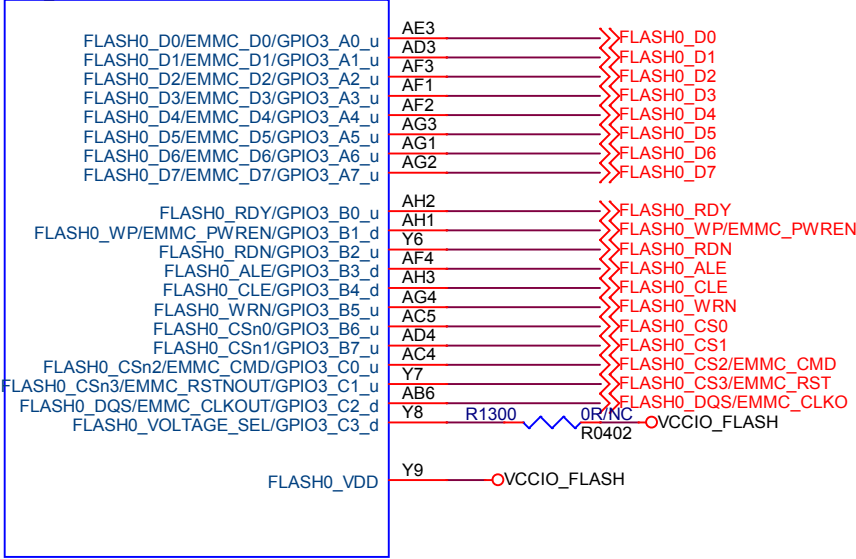 FLASH0_D0/EMMC_D0/GPIO3_A0_u AE3 FLASH0_D0
FLASH0_D1/EMMC_D1/GPIO3_A1_u AD3 FLASH0_D1
FLASH0_D2/EMMC_D2/GPIO3_A2_u AF3 FLASH0_D2
FLASH0_D3/EMMC_D3/GPIO3_A3_u AF1 FLASH0_D3
FLASH0_D4/EMMC_D4/GPIO3_A4_u AF2 FLASH0_D4
FLASH0_D5/EMMC_D5/GPIO3_A5_u AG3 FLASH0_D5
FLASH0_D6/EMMC_D6/GPIO3_A6_u AG1 FLASH0_D6
FLASH0_D7/EMMC_D7/GPIO3_A7_u AG2 FLASH0_D7
FLASH0_RDY/GPIO3_B0_u AH2 FLASH0_RDY
FLASH0_WP/EMMC_PWREN/GPIO3_B1_d AH1 FLASH0_WP/EMMC_PWREN
FLASH0_RDN/GPIO3_B2_u Y6 FLASH0_RDN
FLASH0_ALE/GPIO3_B3_d AF4 FLASH0_ALE
FLASH0_CLE/GPIO3_B4_d AH3 FLASH0_CLE
FLASH0_WRN/GPIO3_B5_u AG4 FLASH0_WRN
FLASH0_CSn0/GPIO3_B6_u AC5 FLASH0_CS0
FLASH0_CSn1/GPIO3_B7_u AD4 FLASH0_CS1
FLASH0_CSn2/EMMC_CMD/GPIO3_C0_u AC4 FLASH0_CS2/EMMC_CMD
FLASH0_CSn3/EMMC_RSTNOUT/GPIO3_C1_u Y7 FLASH0_CS3/EMMC_RST
FLASH0_DQS/EMMC_CLKOUT/GPIO3_C2_d AB6 FLASH0_DQS/EMMC_CLKO
FLASH0_VOLTAGE_SEL/GPIO3_C3_d Y8 R1300 0R/NC VCCIO_FLASH
R0402
FLASH0_VDD Y9 VCCIO_FLASH